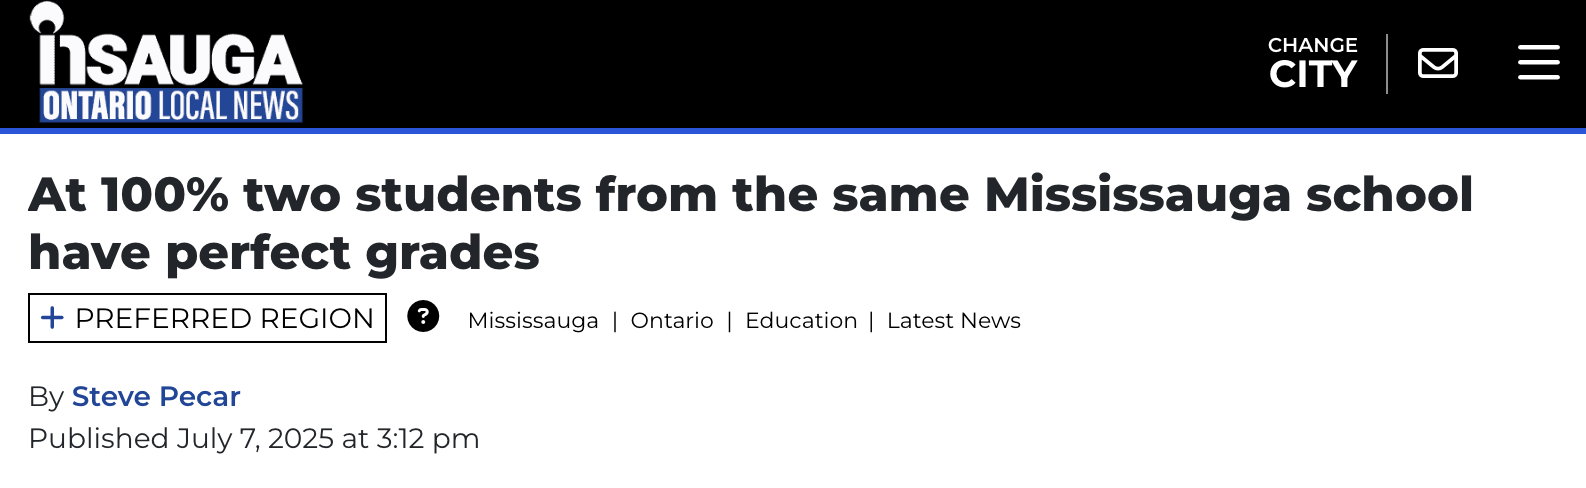 inSAUGA
ONTARIO LOCAL NEWS
CHANGE
CITY
At 100% two students from the same Mississauga school
have perfect grades
+ PREFERRED REGION ? Mississauga | Ontario | Education | Latest News
By Steve Pecar
Published July 7, 2025 at 3:12 pm